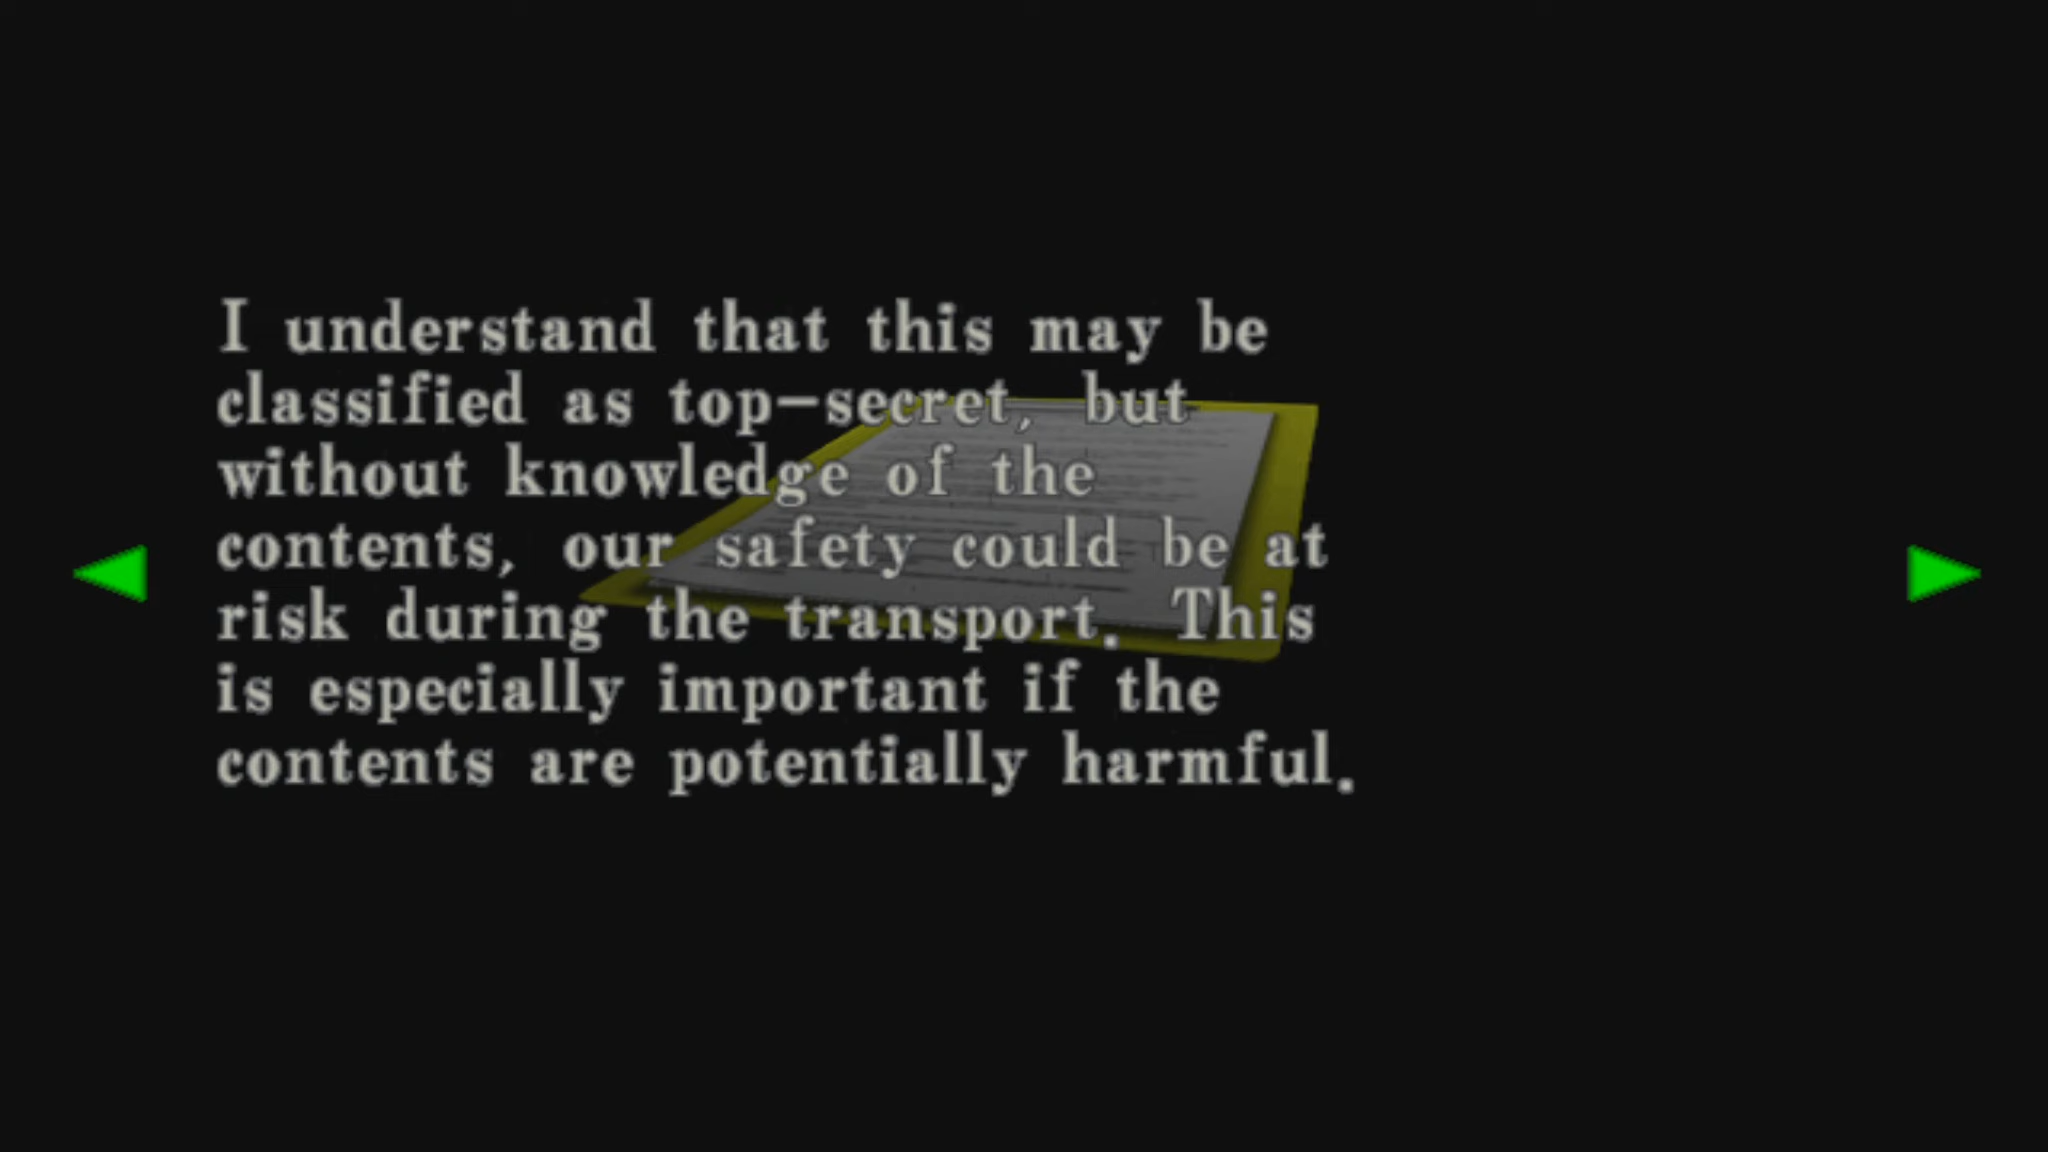 I understand that this may be
classified as top-secret, but
without knowledge of the
contents, our safety could be at
risk during the transport. This
is especially important if the
contents are potentially harmful.